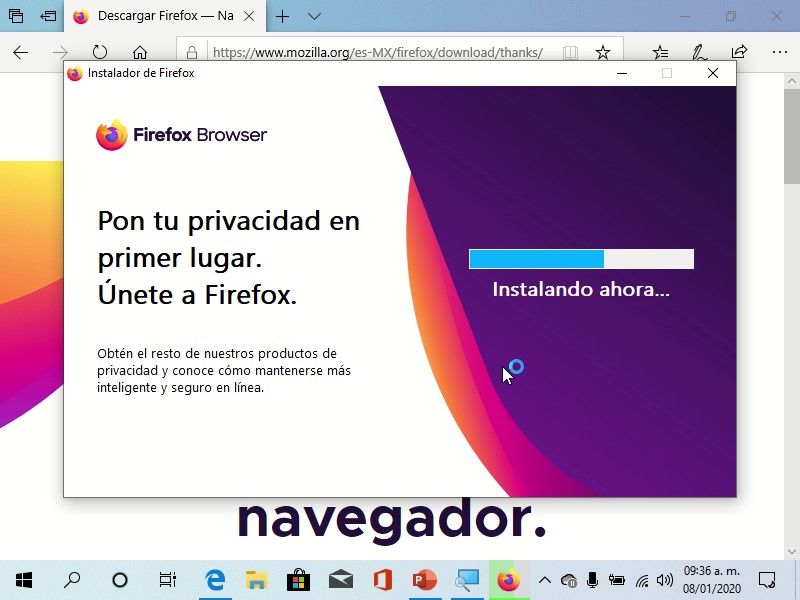 Descargar Firefox — Na
https://www.mozilla.org/es-MX/firefox/download/thanks/
Instalador de Firefox
Firefox Browser
Pon tu privacidad en
primer lugar.
Únete a Firefox.
Instalando ahora...
Obtén el resto de nuestros productos de
privacidad y conoce cómo mantenerse más
inteligente y seguro en línea.
navegador.
09:36 a. m.
08/01/2020